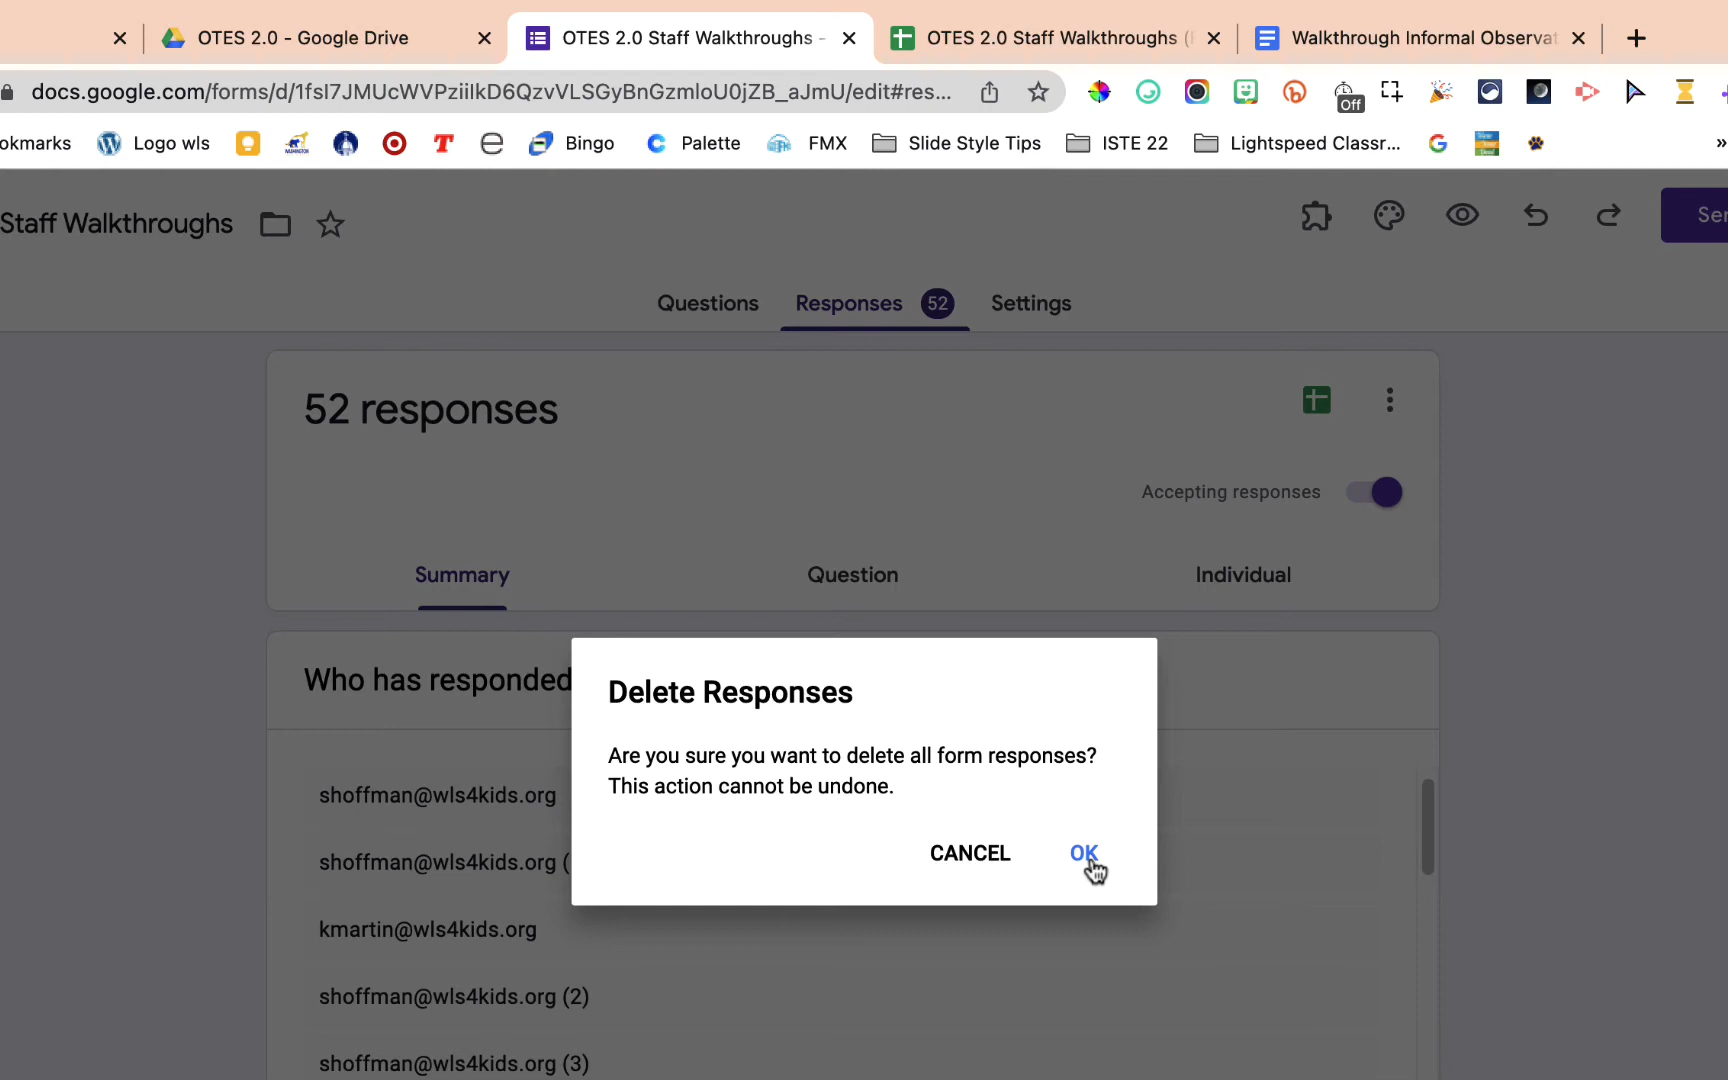 OTES 2.0 - Google Drive
OTES 2.0 Staff Walkthroughs -
OTES 2.0 Staff Walkthroughs (
Walkthrough Informal Observat
docs.google.com/forms/d/1fsI7JMUcWVPziiIkD6QzvVLSGyBnGzmloU0jZB_aJmU/edit#res...
Off
okmarks
Logo wls
Bingo
Palette
FMX
Slide Style Tips
ISTE 22
Lightspeed Classr...
»
Staff Walkthroughs
Ser
Questions
Responses 52
Settings
52 responses
Accepting responses
Summary
Question
Individual
Who has responded
Delete Responses
Are you sure you want to delete all form responses?
This action cannot be undone.
CANCEL
OK
shoffman@wls4kids.org
shoffman@wls4kids.org (
kmartin@wls4kids.org
shoffman@wls4kids.org (2)
shoffman@wls4kids.org (3)